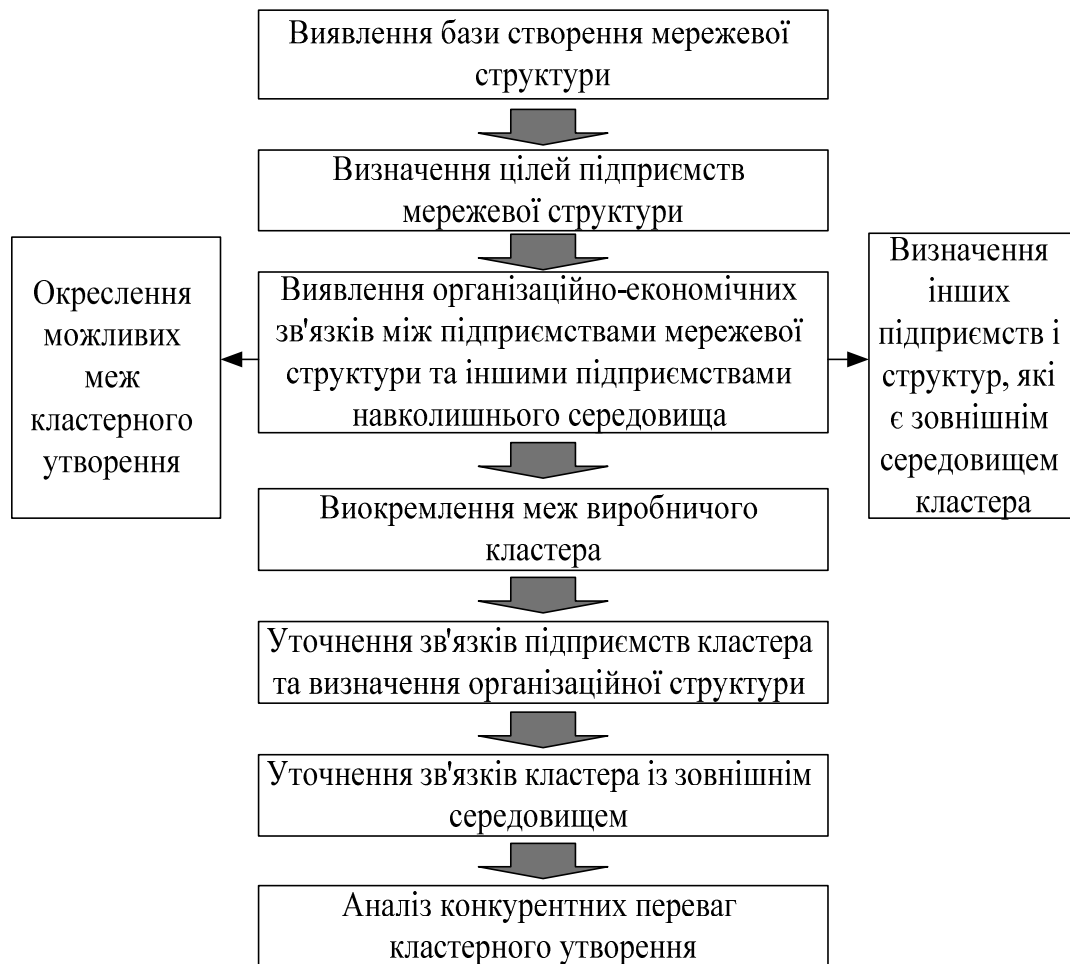 Виявлення бази створення мережевої
структури
Визначення цілей підприємств
мережевої структури
Окреслення
можливих
меж
кластерного
утворення
Виявлення організаційно-економічних
зв'язків між підприємствами мережевої
структури та іншими підприємствами
навколишнього середовища
Визначення
інших
підприємств і
структур, які
є зовнішнім
середовищем
кластера
Виокремлення меж виробничого
кластера
Уточнення зв'язків підприємств кластера
та визначення організаційної структури
Уточнення зв'язків кластера із зовнішнім
середовищем
Аналіз конкурентних переваг
кластерного утворення